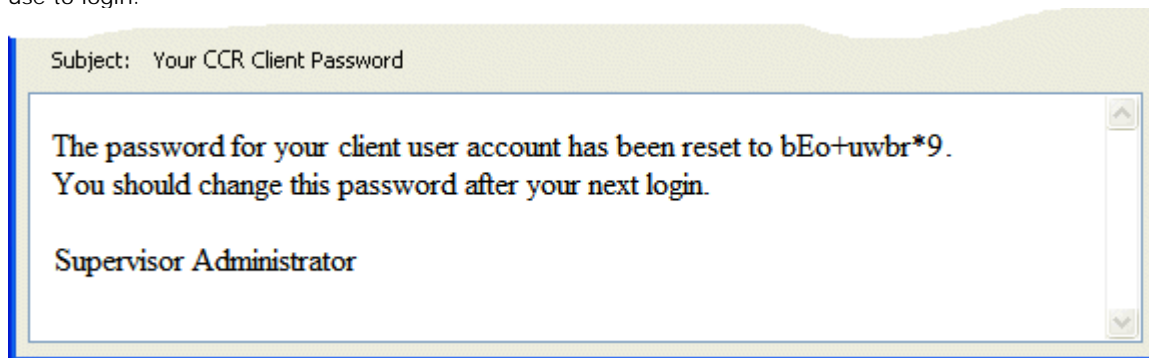 use to login.
Subject: Your CCR Client Password
The password for your client user account has been reset to bEo+uwbr*9.
You should change this password after your next login.
Supervisor Administrator